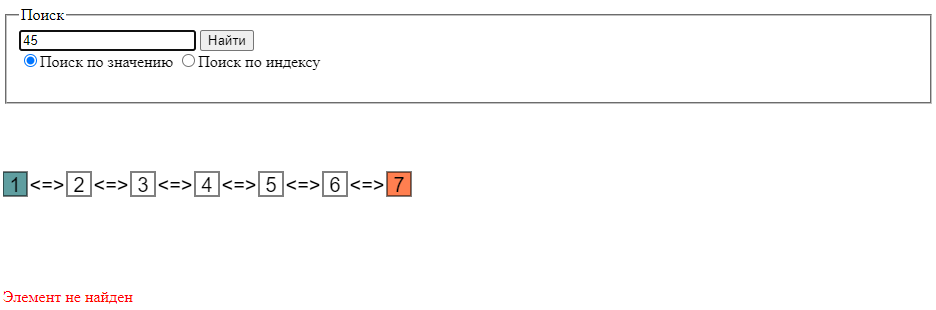 Поиск
45 Найти
Поиск по значению Поиск по индексу
1 <=> 2 <=> 3 <=> 4 <=> 5 <=> 6 <=> 7
Элемент не найден